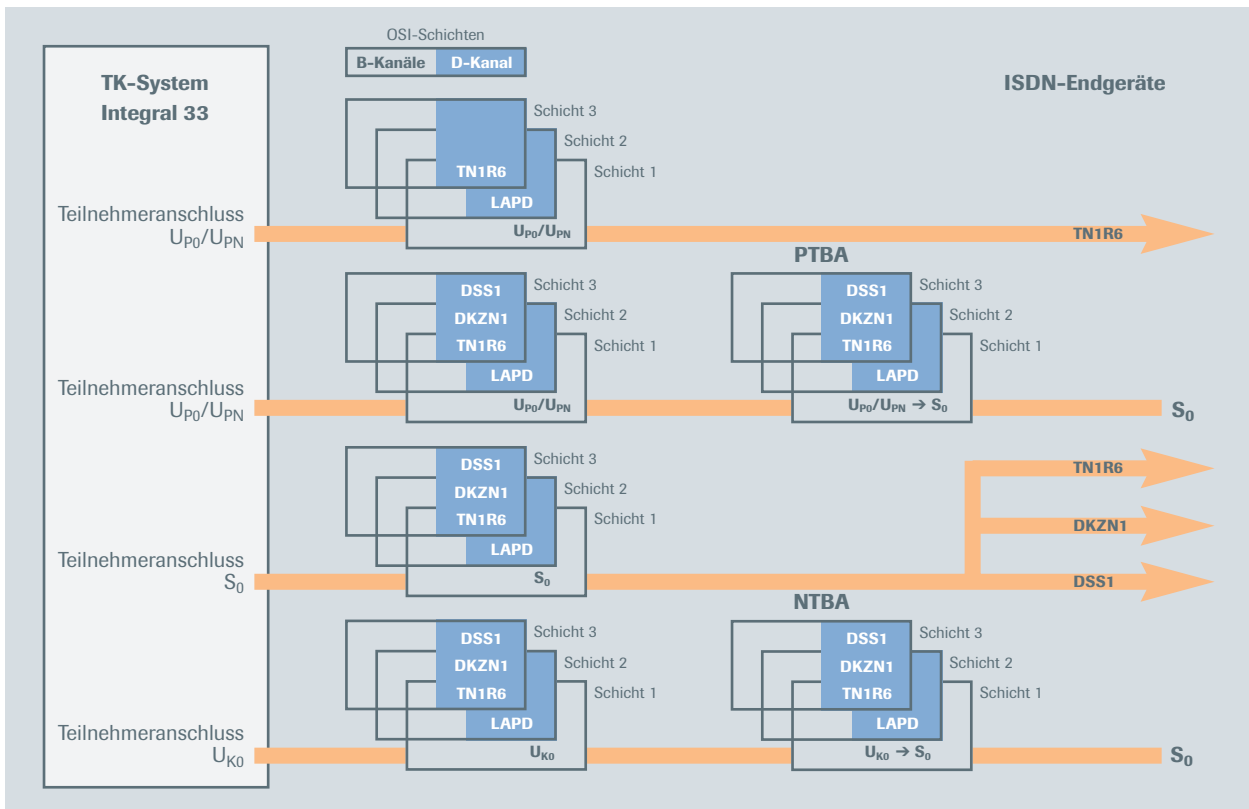 OSI-Schichten
B-Kanäle D-Kanal
TK-System
Integral 33
ISDN-Endgeräte
Schicht 3
Schicht 2
Schicht 1
TN1R6
LAPD
Teilnehmeranschluss
UP0/UPN
UP0/UPN
TN1R6
PTBA
DSS1
DKZN1
TN1R6
LAPD
Schicht 3
Schicht 2
Schicht 1
DSS1
DKZN1
TN1R6
LAPD
Schicht 3
Schicht 2
Schicht 1
Teilnehmeranschluss
UP0/UPN
UP0/UPN
UP0/UPN → S0
S0
DSS1
DKZN1
TN1R6
LAPD
Schicht 3
Schicht 2
Schicht 1
TN1R6
DKZN1
DSS1
Teilnehmeranschluss
S0
S0
NTBA
DSS1
DKZN1
TN1R6
LAPD
Schicht 3
Schicht 2
Schicht 1
DSS1
DKZN1
TN1R6
LAPD
Schicht 3
Schicht 2
Schicht 1
Teilnehmeranschluss
UK0
UK0
UK0 → S0
S0